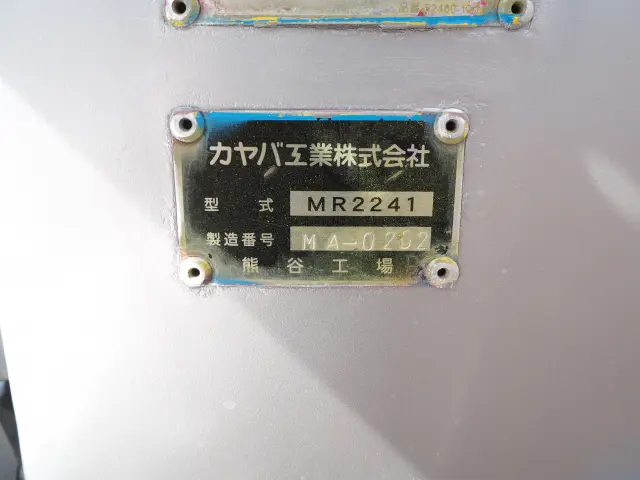 カヤバ工業株式会社
型式 MR2241
製造番号 MA-0202
熊谷工場